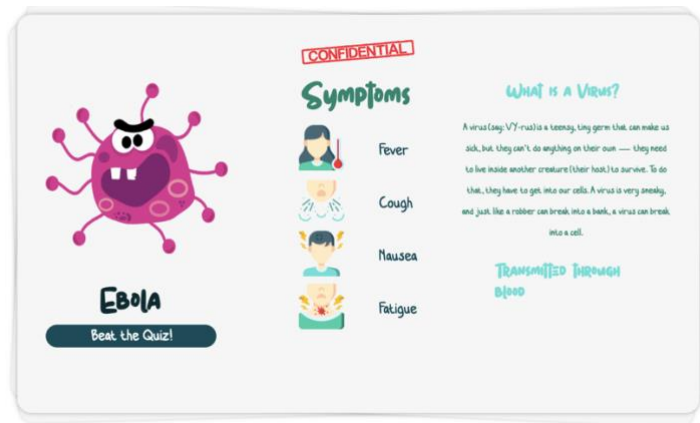 CONFIDENTIAL
Symptoms
Fever
Cough
Nausea
Fatigue
Ebola
Beat the Quiz!
What is a Virus?
A virus (say: VY-rus) is a teensy, tiny germ that can make us
sick, but they can't do anything on their own — they need
to live inside another creature (their host) to survive. To do
that, they have to get into our cells. A virus is very sneaky,
and just like a robber can break into a bank, a virus can break
into a cell.
Transmitted through
Blood